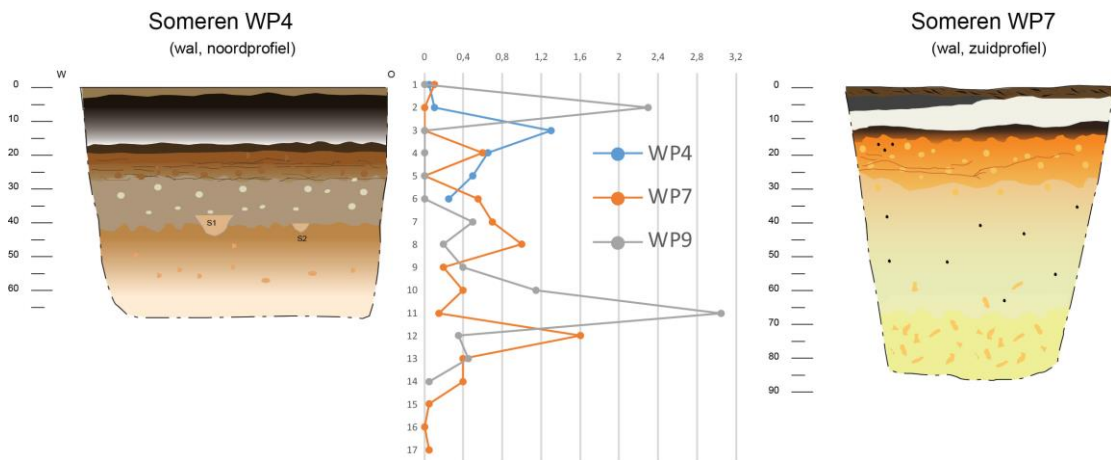 Someren WP4
(wal, noordprofiel)
W
O
0
10
20
30
40
50
60
S1
S2
0 0,4 0,8 1,2 1,6 2 2,4 2,8 3,2
1
2
3
4
5
6
7
8
9
10
11
12
13
14
15
16
17
WP4
WP7
WP9
Someren WP7
(wal, zuidprofiel)
0
10
20
30
40
50
60
70
80
90